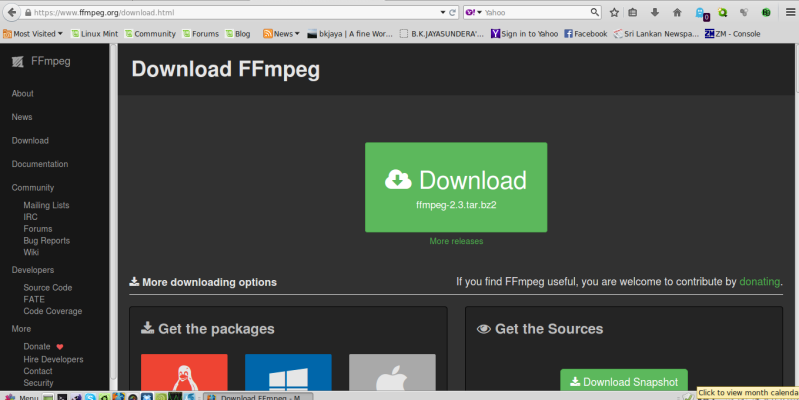 https://www.ffmpeg.org/download.html
Yahoo
Most Visited
Linux Mint
Community
Forums
Blog
News
bkjaya | A fine Wor...
B.K.JAYASUNDERA'...
Sign in to Yahoo
Facebook
Sri Lankan Newspa...
ZM - Console
0
FFmpeg
About
News
Download
Documentation
Community
Mailing Lists
IRC
Forums
Bug Reports
Wiki
Developers
Source Code
FATE
Code Coverage
More
Donate
Hire Developers
Contact
Security
Download FFmpeg
Download
ffmpeg-2.3.tar.bz2
More releases
More downloading options
If you find FFmpeg useful, you are welcome to contribute by donating.
Get the packages
Get the Sources
Download Snapshot
Click to view month calenda
Menu
Download FFmpeg - M...